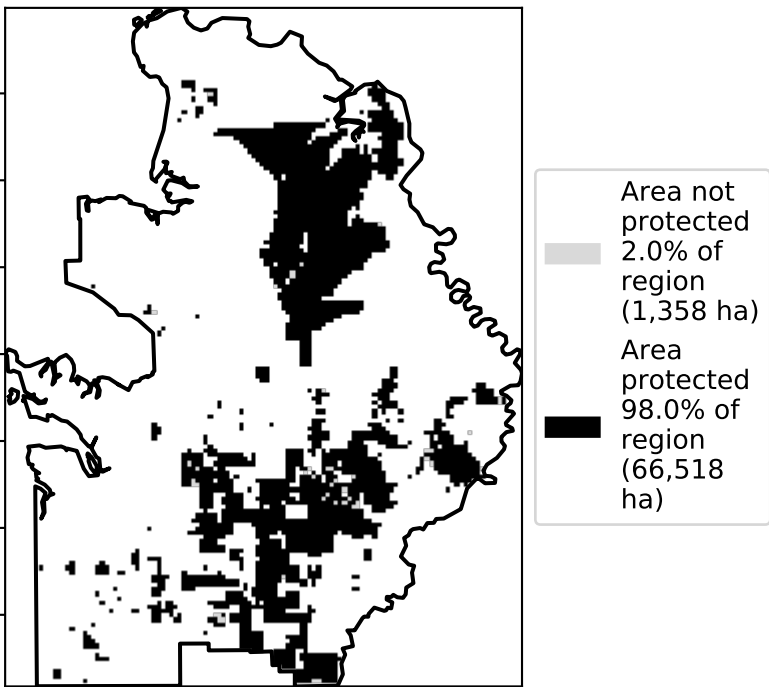 Area not
protected
2.0% of
region
(1,358 ha)
Area
protected
98.0% of
region
(66,518
ha)